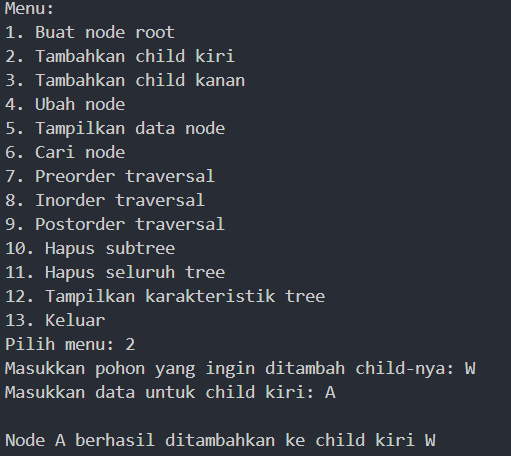 Menu:
1. Buat node root
2. Tambahkan child kiri
3. Tambahkan child kanan
4. Ubah node
5. Tampilkan data node
6. Cari node
7. Preorder traversal
8. Inorder traversal
9. Postorder traversal
10. Hapus subtree
11. Hapus seluruh tree
12. Tampilkan karakteristik tree
13. Keluar
Pilih menu: 2
Masukkan pohon yang ingin ditambah child-nya: W
Masukkan data untuk child kiri: A
Node A berhasil ditambahkan ke child kiri W